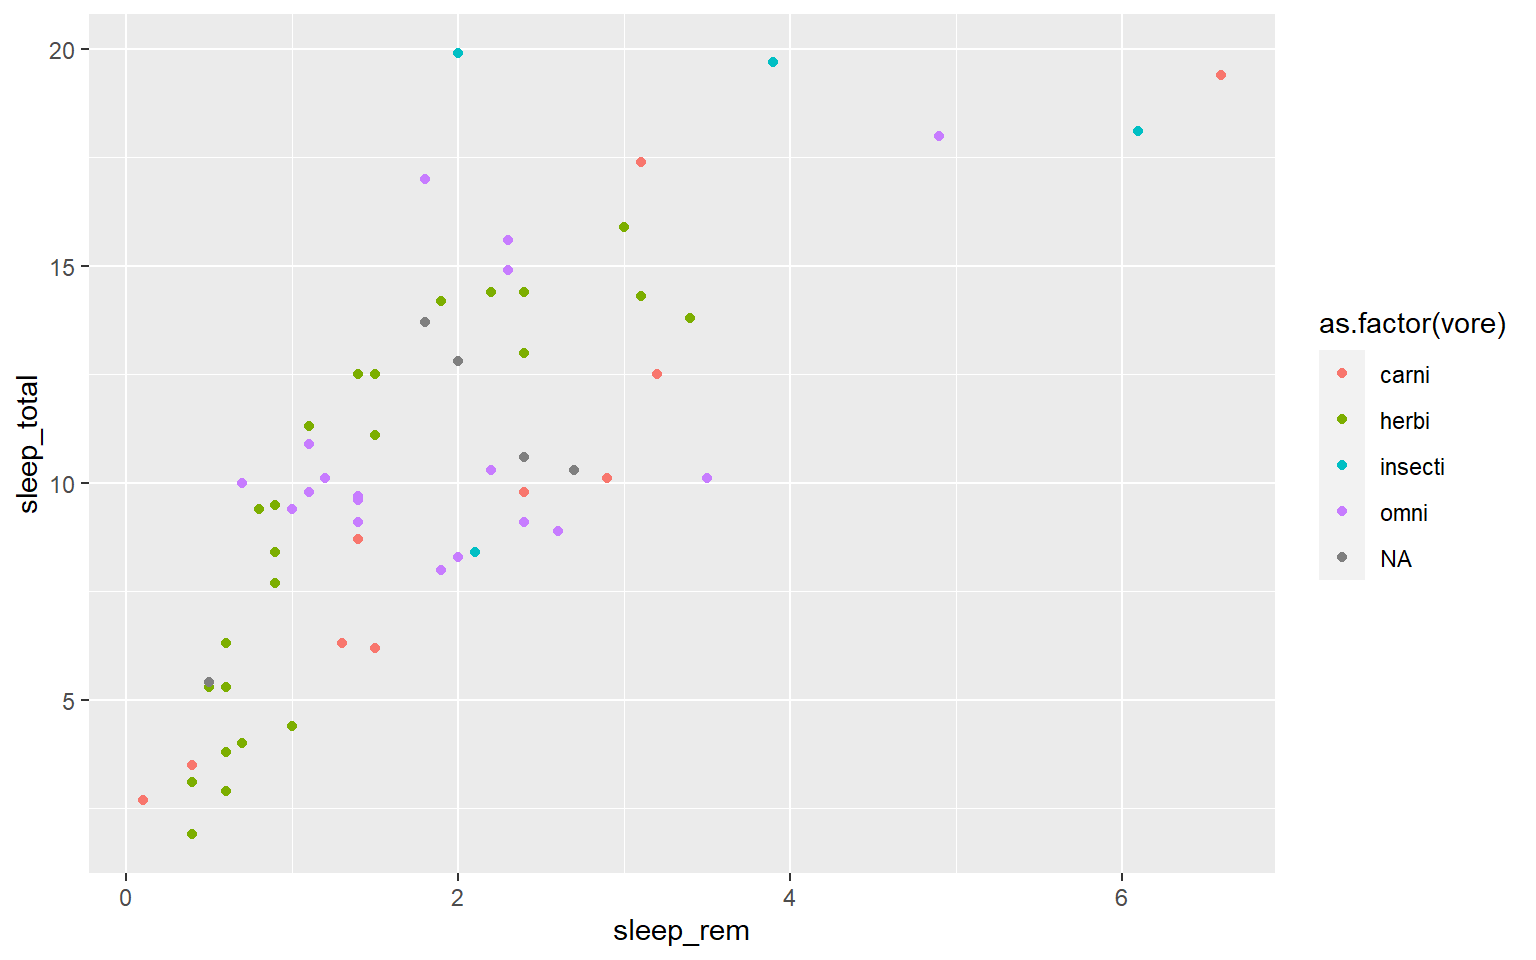 20
15
10
5
sleep_total
0 2 4 6
sleep_rem
as.factor(vore)
carni
herbi
insecti
omni
NA